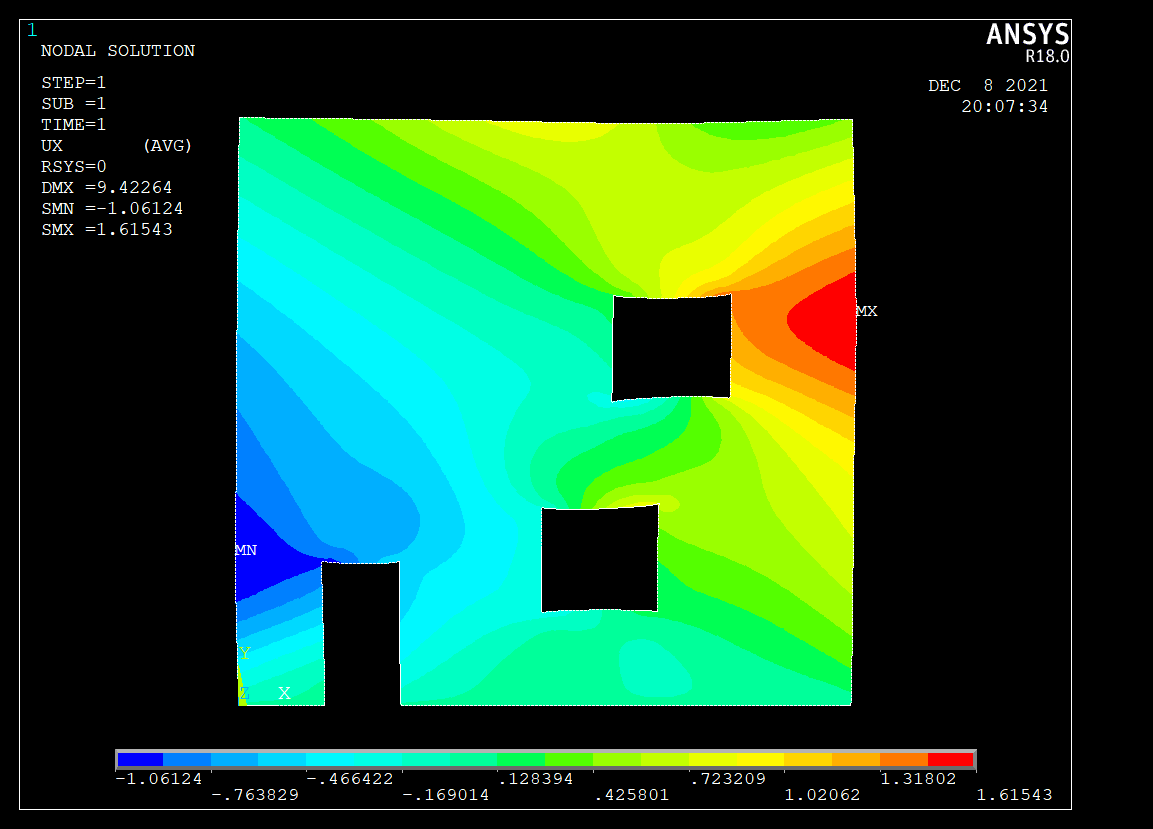 1
ANSYS
R18.0
NODAL SOLUTION
DEC  8 2021
20:07:34
STEP=1
SUB =1
TIME=1
UX       (AVG)
RSYS=0
DMX =9.42264
SMN =-1.06124
SMX =1.61543
MX
MN
Y
Z X
-1.06124 -.466422 .128394 .723209 1.31802
-.763829 -.169014 .425801 1.02062 1.61543